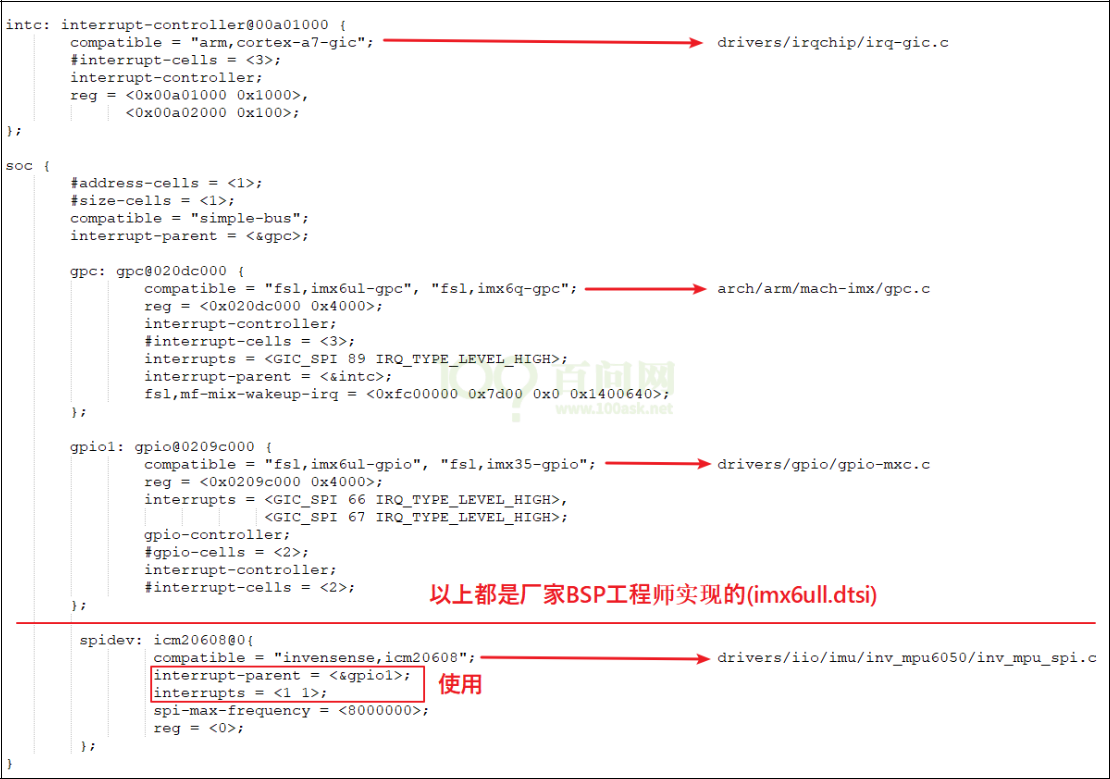 intc: interrupt-controller@00a01000 {
compatible = "arm,cortex-a7-gic"; drivers/irqchip/irq-gic.c
#interrupt-cells = <3>;
interrupt-controller;
reg = <0x00a01000 0x1000>,
<0x00a02000 0x100>;
};
soc {
#address-cells = <1>;
#size-cells = <1>;
compatible = "simple-bus";
interrupt-parent = <&gpc>;
gpc: gpc@020dc000 {
compatible = "fsl,imx6ul-gpc", "fsl,imx6q-gpc"; arch/arm/mach-imx/gpc.c
reg = <0x020dc000 0x4000>;
interrupt-controller;
#interrupt-cells = <3>;
interrupts = <GIC_SPI 89 IRQ_TYPE_LEVEL_HIGH>;
interrupt-parent = <&intc>;
fsl,mf-mix-wakeup-irq = <0xfc00000 0x7d00 0x0 0x1400640>;
};
百问网
www.100ask.net
gpio1: gpio@0209c000 {
compatible = "fsl,imx6ul-gpio", "fsl,imx35-gpio"; drivers/gpio/gpio-mxc.c
reg = <0x0209c000 0x4000>;
interrupts = <GIC_SPI 66 IRQ_TYPE_LEVEL_HIGH>,
<GIC_SPI 67 IRQ_TYPE_LEVEL_HIGH>;
gpio-controller;
#gpio-cells = <2>;
interrupt-controller;
#interrupt-cells = <2>;
};
以上都是厂家BSP工程师实现的(imx6ull.dtsi)
spidev: icm20608@0{
compatible = "invensense,icm20608"; drivers/iio/imu/inv_mpu6050/inv_mpu_spi.c
interrupt-parent = <&gpio1>;
interrupts = <1 1>; 使用
spi-max-frequency = <8000000>;
reg = <0>;
};
}